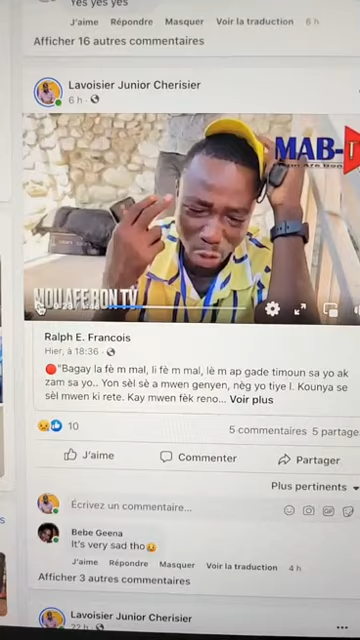 Yes yes yes
J'aime Répondre Masquer Voir la traduction 6 h
Afficher 16 autres commentaires
Lavoisier Junior Cherisier
6 h
MAB-
NOU AFE BON TV
Ralph E. Francois
Hier, à 18:36
"Bagay la fè m mal, li fè m mal, lè m ap gade timoun sa yo ak
zam sa yo.. Yon sèl sè a mwen genyen, nèg yo tiye l. Kounya se
sèl mwen ki rete. Kay mwen fèk reno... Voir plus
10
5 commentaires 5 partage
J'aime Commenter Partager
Plus pertinents
Écrivez un commentaire...
Bebe Geena
It's very sad tho
J'aime Répondre Masquer Voir la traduction 4 h
Afficher 3 autres commentaires
Lavoisier Junior Cherisier
22 h